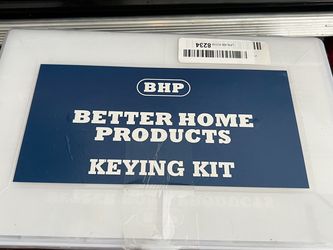 8234
BHP
BETTER HOME
PRODUCTS
KEYING KIT